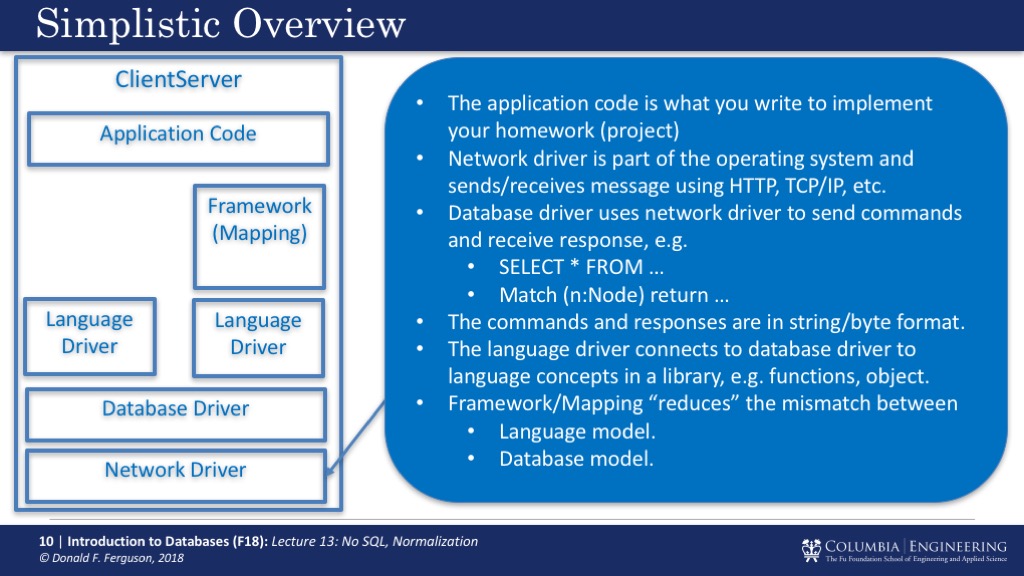 Simplistic Overview
ClientServer
Application Code
Framework
(Mapping)
Language
Driver
Language
Driver
Database Driver
Network Driver
• The application code is what you write to implement
your homework (project)
• Network driver is part of the operating system and
sends/receives message using HTTP, TCP/IP, etc.
• Database driver uses network driver to send commands
and receive response, e.g.
• SELECT * FROM …
• Match (n:Node) return …
• The commands and responses are in string/byte format.
• The language driver connects to database driver to
language concepts in a library, e.g. functions, object.
• Framework/Mapping “reduces” the mismatch between
• Language model.
• Database model.
10 | Introduction to Databases (F18): Lecture 13: No SQL, Normalization
© Donald F. Ferguson, 2018
COLUMBIA | ENGINEERING
The Fu Foundation School of Engineering and Applied Science